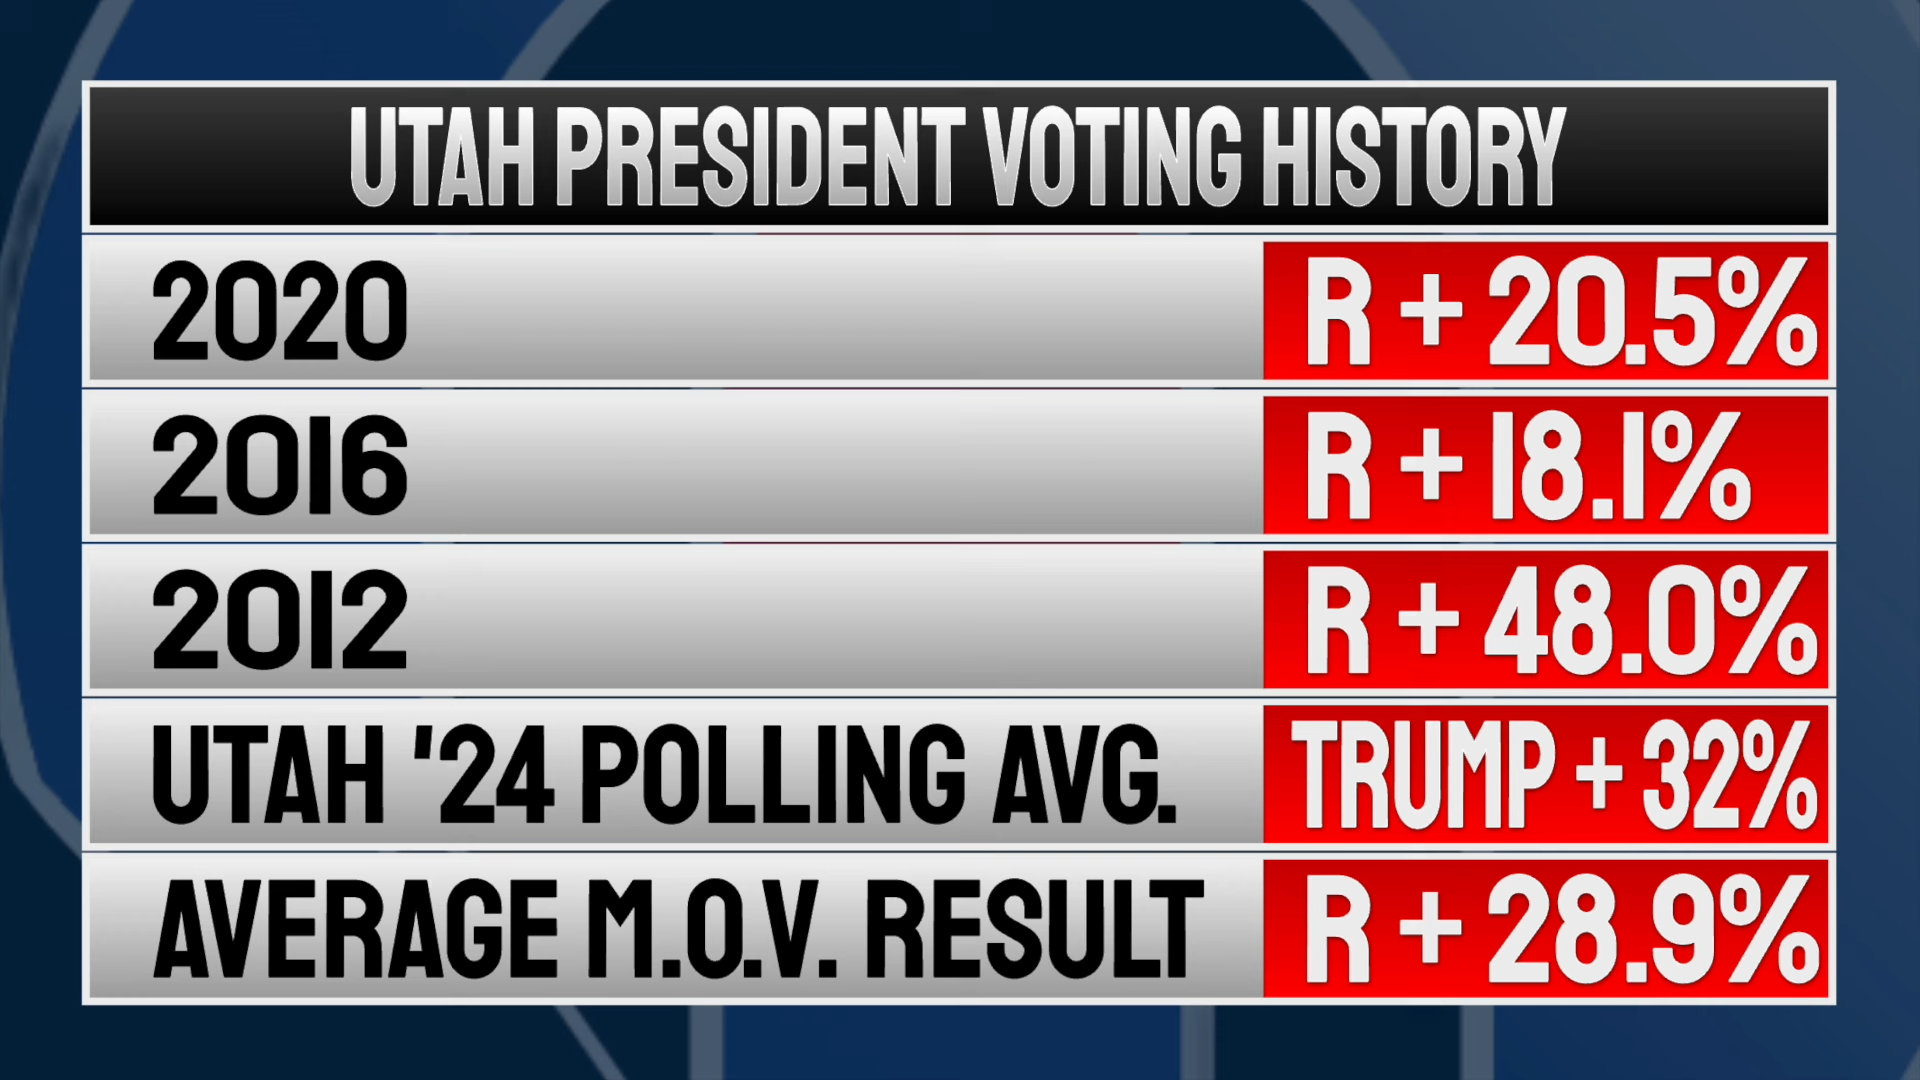 UTAH PRESIDENT VOTING HISTORY
2020 R + 20.5%
2016 R + 18.1%
2012 R + 48.0%
UTAH '24 POLLING AVG. TRUMP + 32%
AVERAGE M.O.V. RESULT R + 28.9%